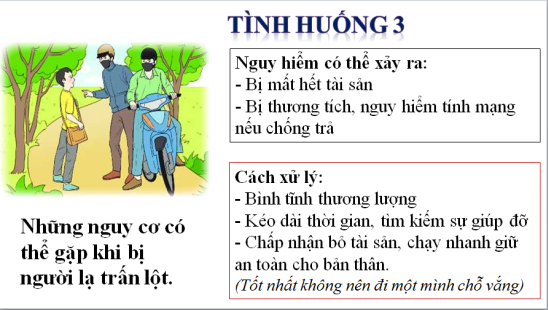 TÌNH HUỐNG 3
Nguy hiểm có thể xảy ra:
- Bị mất hết tài sản
- Bị thương tích, nguy hiểm tính mạng
nếu chống trả
Cách xử lý:
- Bình tĩnh thương lượng
- Kéo dài thời gian, tìm kiếm sự giúp đỡ
- Chấp nhận bỏ tài sản, chạy nhanh giữ
an toàn cho bản thân.
(Tốt nhất không nên đi một mình chỗ vắng)
Những nguy cơ có
thể gặp khi bị
người lạ trấn lột.